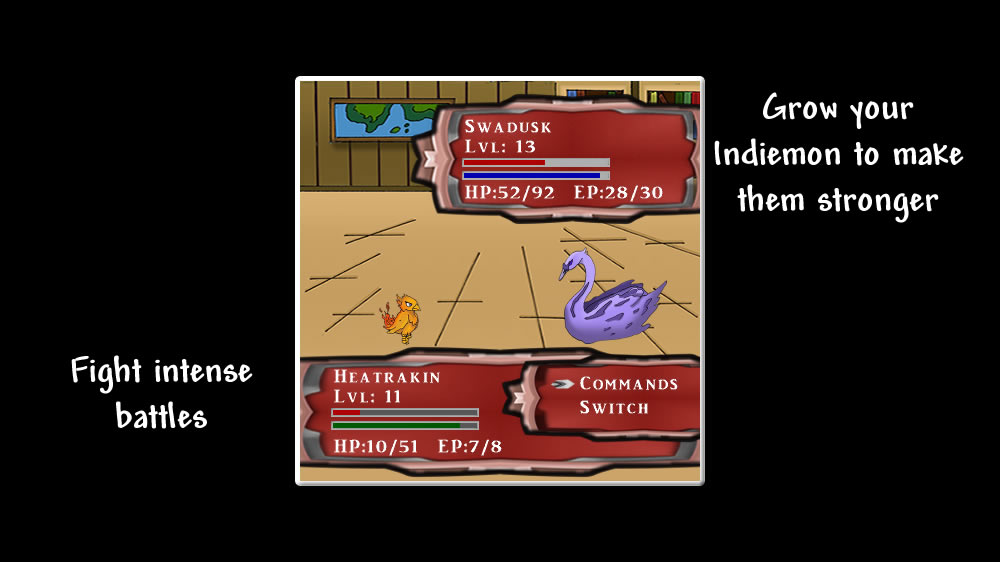 Grow your
Indiemon to make
them stronger
Swadusk
Lvl: 13
HP:52/92 EP:28/30
Fight intense
battles
Heatrakin
Lvl: 11
HP:10/51 EP:7/8
Commands
Switch